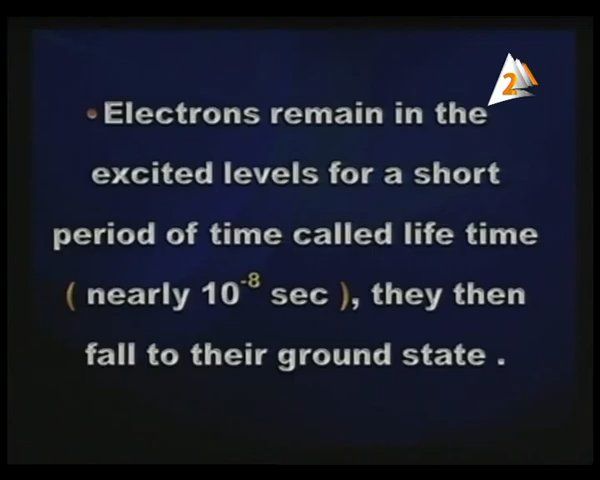 2
• Electrons remain in the
excited levels for a short
period of time called life time
( nearly 10⁻⁸ sec ), they then
fall to their ground state .